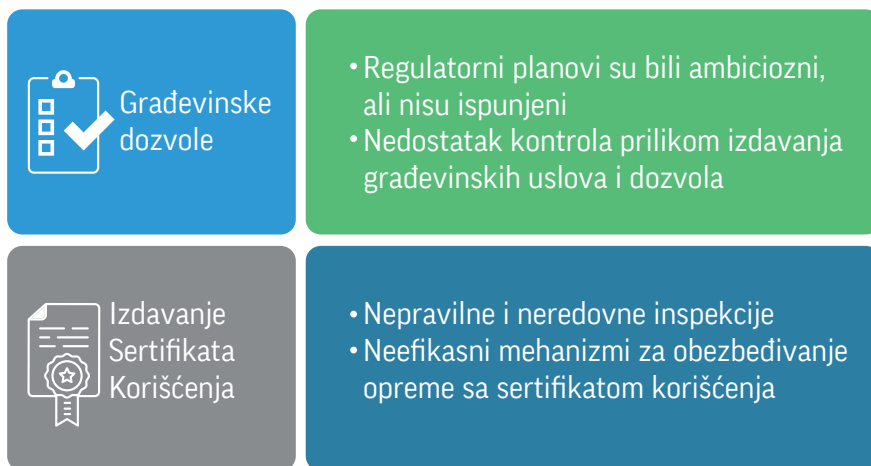 Građevinske
dozvole
• Regulatorni planovi su bili ambiciozni,
ali nisu ispunjeni
• Nedostatak kontrola prilikom izdavanja
građevinskih uslova i dozvola
Izdavanje
Sertifikata
Korišćenja
• Nepravilne i neredovne inspekcije
• Neefikasni mehanizmi za obezbeđivanje
opreme sa sertifikatom korišćenja